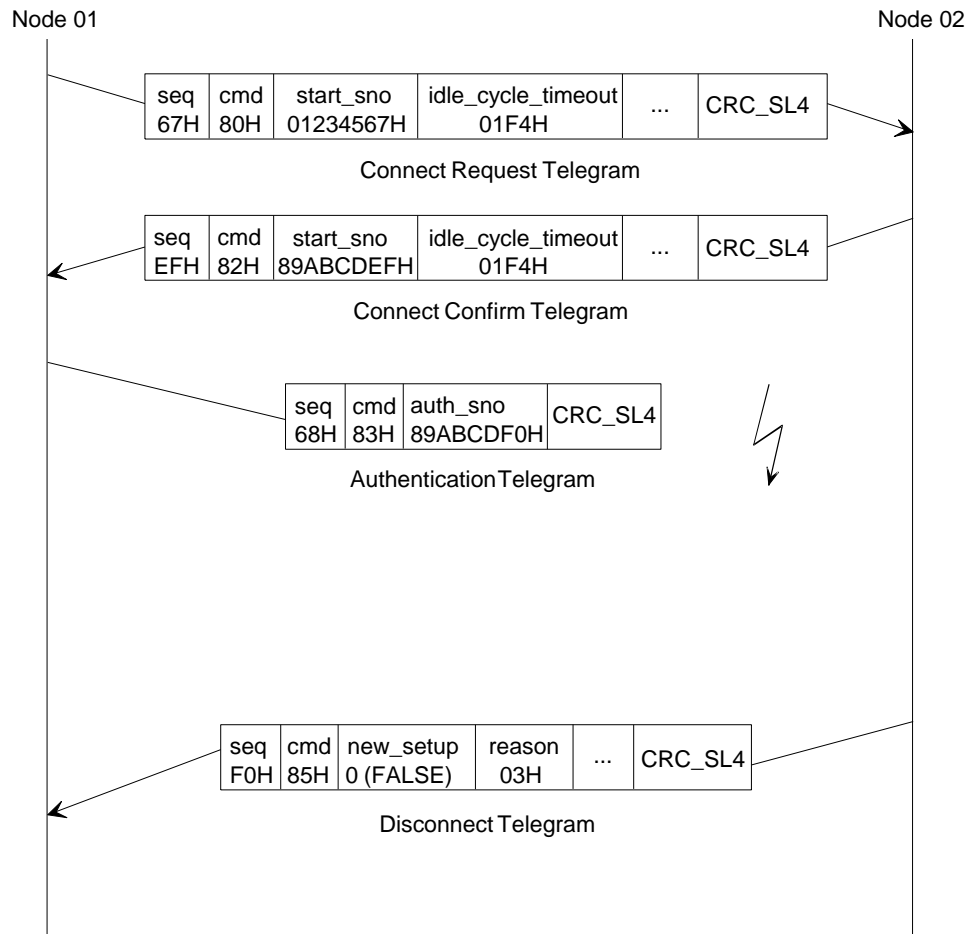 Node 01 Node 02
seq cmd start_sno idle_cycle_timeout ... CRC_SL4
67H 80H 01234567H 01F4H
Connect Request Telegram
seq cmd start_sno idle_cycle_timeout ... CRC_SL4
EFH 82H 89ABCDEFH 01F4H
Connect Confirm Telegram
seq cmd auth_sno CRC_SL4
68H 83H 89ABCDF0H
Authentication Telegram
seq cmd new_setup reason ... CRC_SL4
F0H 85H 0 (FALSE) 03H
Disconnect Telegram